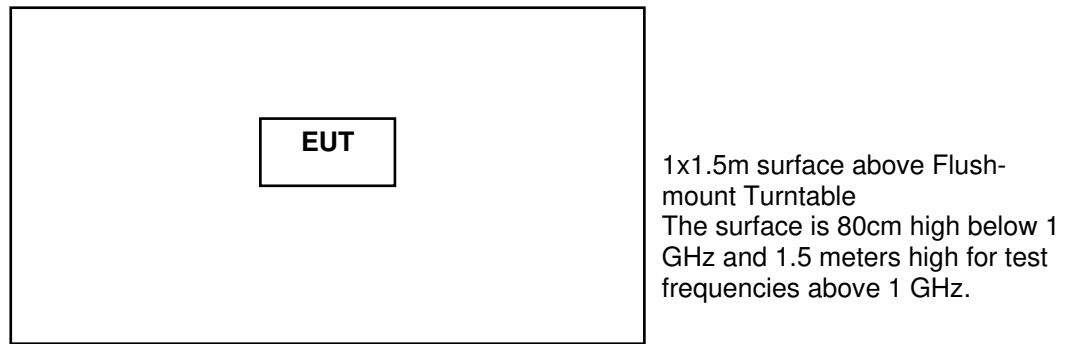 EUT
1x1.5m surface above Flush-
mount Turntable
The surface is 80cm high below 1
GHz and 1.5 meters high for test
frequencies above 1 GHz.